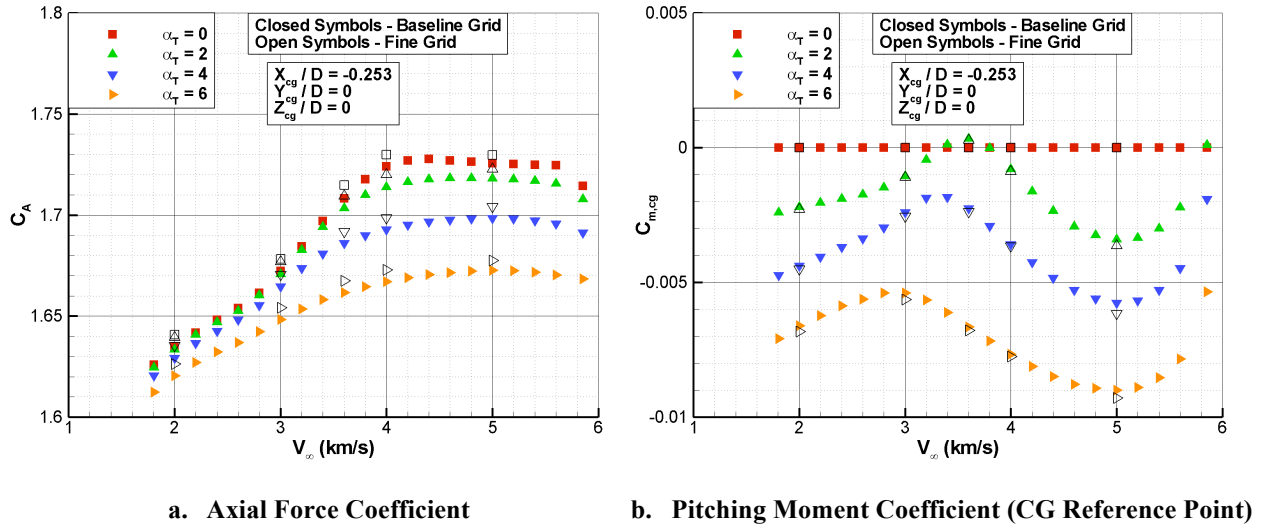 1.8
1.75
1.7
1.65
1.6
C_A
α_T = 0
α_T = 2
α_T = 4
α_T = 6
Closed Symbols - Baseline Grid
Open Symbols - Fine Grid
X_cg / D = -0.253
Y_cg / D = 0
Z_cg / D = 0
1 2 3 4 5 6
V_∞ (km/s)
a. Axial Force Coefficient
0.005
0
-0.005
-0.01
C_m,cg
α_T = 0
α_T = 2
α_T = 4
α_T = 6
Closed Symbols - Baseline Grid
Open Symbols - Fine Grid
X_cg / D = -0.253
Y_cg / D = 0
Z_cg / D = 0
1 2 3 4 5 6
V_∞ (km/s)
b. Pitching Moment Coefficient (CG Reference Point)